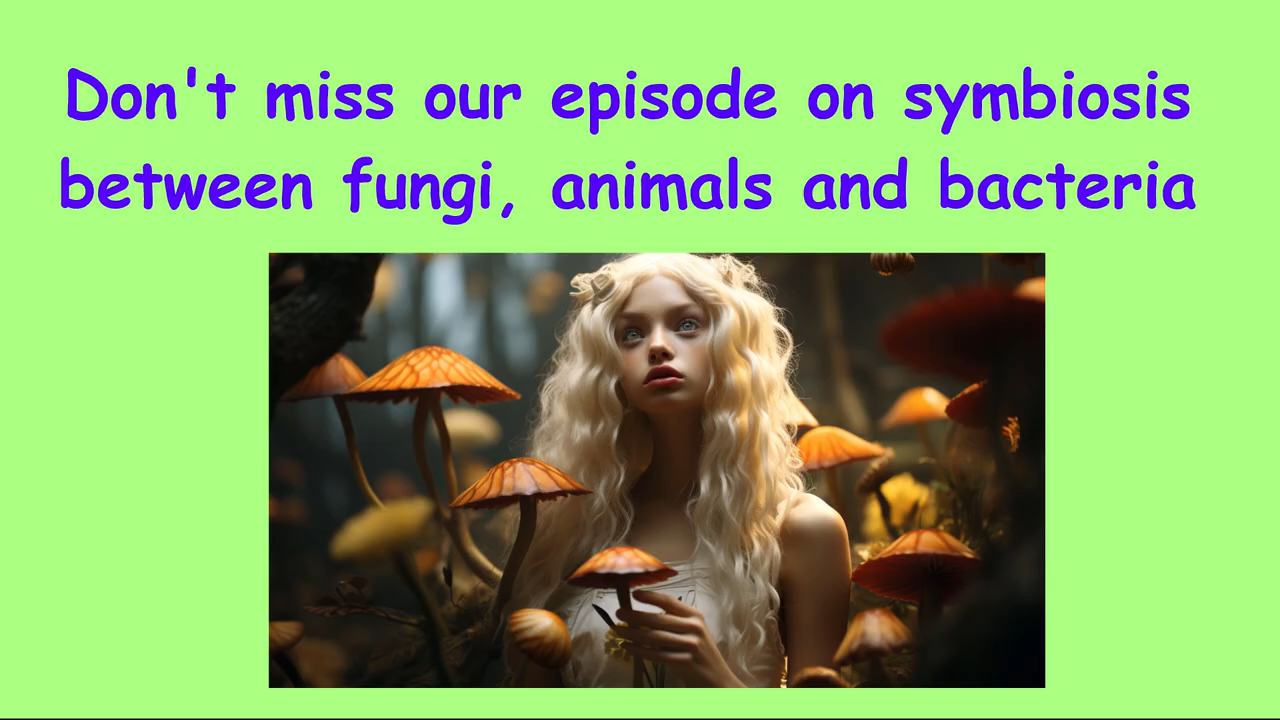 Don't miss our episode on symbiosis
between fungi, animals and bacteria